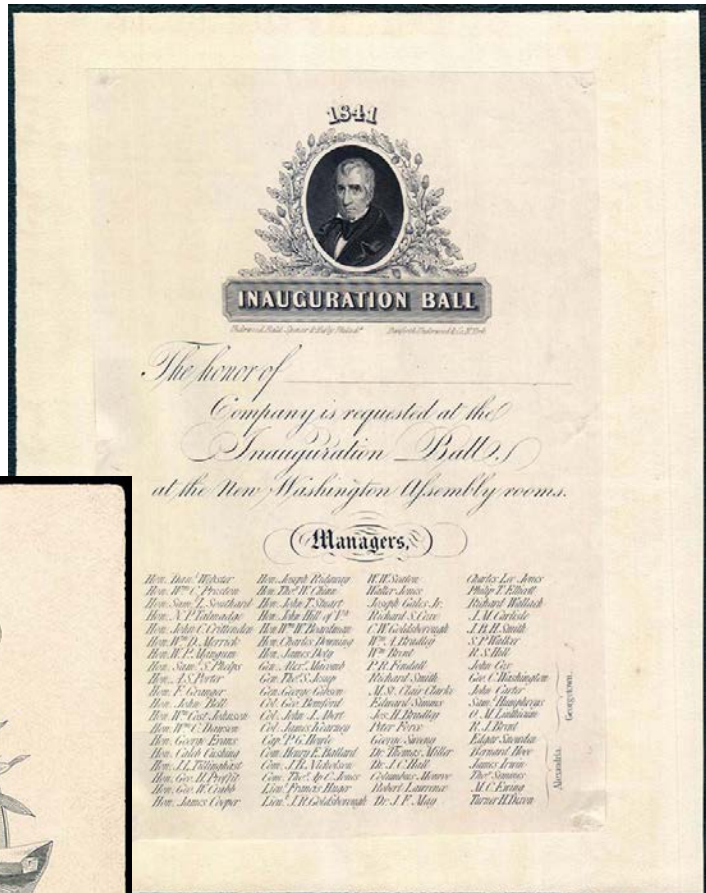 1841
INAUGURATION BALL
The honor of
Company is requested at the
Inauguration Ball
at the New Washington Assembly rooms.
Managers,
Hon. Danl. Webster
Hon. Wm. C. Preston
Hon. Saml. L. Southard
Hon. N. P. Talmadge
Hon. John C. Crittenden
Hon. Wm. D. Merrick
Hon. W. P. Mangum
Hon. Saml. S. Phelps
Hon. A. S. Porter
Hon. F. Granger
Hon. John Bell
Hon. Wm. Cost Johnson
Hon. Wm. C. Dawson
Hon. George Evans
Hon. Caleb Cushing
Hon. J. L. Tillinghast
Hon. Geo. H. Proffit
Hon. Geo. W. Crabb
Hon. James Cooper
Hon. Joseph Ridgway
Hon. Thos. W. Chinn
Hon. John T. Stuart
Hon. John Hill of Va.
Hon. Wm. W. Boardman
Hon. Charles Downing
Hon. James Doty
Gen. Alexr. Macomb
Gen. Thos. S. Jesup
Gen. George Gibson
Col. Geo. Bomford
Col. John J. Abert
Col. James Kearney
Com. Henry E. Ballard
Com. J. B. Nicholson
Com. Thos. Ap C. Jones
Lieut. Francis Huger
Lieut. J. R. Goldsborough
W. W. Seaton
Walter Jones
Joseph Gales Jr.
Richard S. Coxe
C. W. Goldsborough
Wm. A. Bradley
Wm. Brent
P. R. Fendall
Richard Smith
M. St. Clair Clarke
Edward Simms
Jos. H. Bradley
Peter Force
George Sweeny
Dr. Thomas Miller
Dr. J. C. Hall
Columbus Monroe
Robert Lawrence
Dr. J. F. May
Charles Lee Jones
Philip T. Ellicott
Richard Wallach
J. M. Carlisle
J. B. H. Smith
S. P. Walker
R. S. Hill
John Cox
Geo. C. Washington
John Carter
Saml. Humphreys
O. M. Linthicum
R. J. Brent
Edgar Snowden
Bernard Hooe
James Irwin
Thos. Semmes
M. C. Ewing
Turner H. Dixon
Georgetown.
Alexandria.